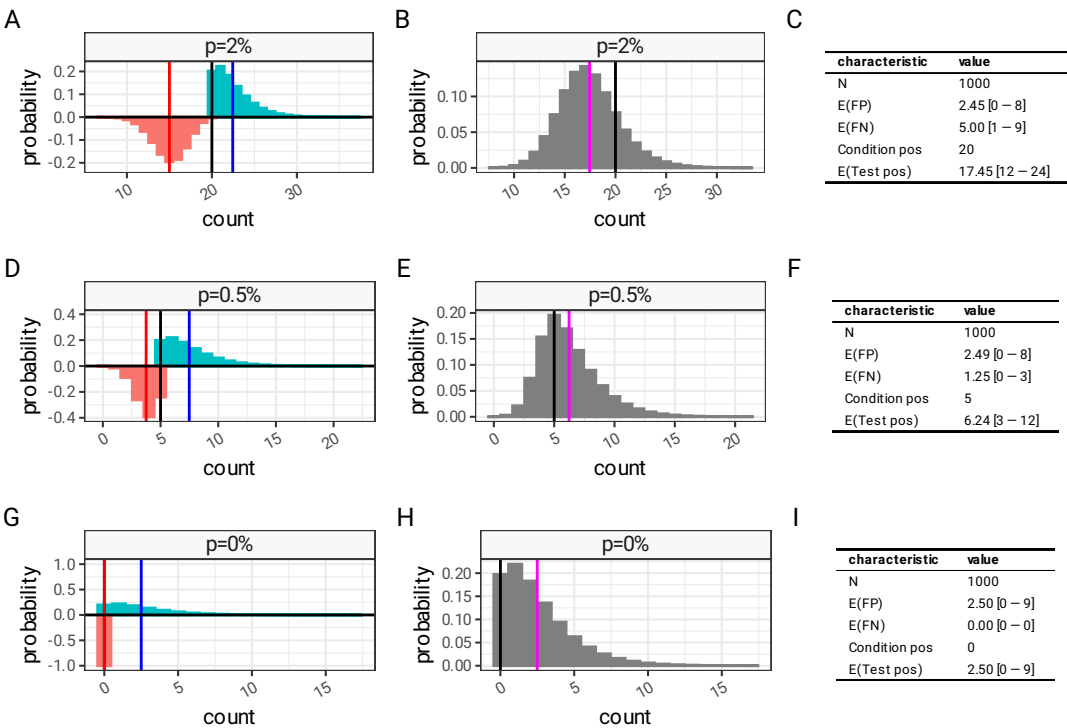 A
p=2%
probability
0.2
0.1
0.0
-0.1
-0.2
10 20 30
count
B
p=2%
probability
0.10
0.05
0.00
10 15 20 25 30
count
C
characteristic value
N 1000
E(FP) 2.45 [0 — 8]
E(FN) 5.00 [1 — 9]
Condition pos 20
E(Test pos) 17.45 [12 — 24]
D
p=0.5%
probability
0.4
0.2
0.0
-0.2
-0.4
0 5 10 15 20
count
E
p=0.5%
probability
0.20
0.15
0.10
0.05
0.00
0 5 10 15 20
count
F
characteristic value
N 1000
E(FP) 2.49 [0 — 8]
E(FN) 1.25 [0 — 3]
Condition pos 5
E(Test pos) 6.24 [3 — 12]
G
p=0%
probability
1.0
0.5
0.0
-0.5
-1.0
0 5 10 15
count
H
p=0%
probability
0.20
0.15
0.10
0.05
0.00
0 5 10 15
count
I
characteristic value
N 1000
E(FP) 2.50 [0 — 9]
E(FN) 0.00 [0 — 0]
Condition pos 0
E(Test pos) 2.50 [0 — 9]